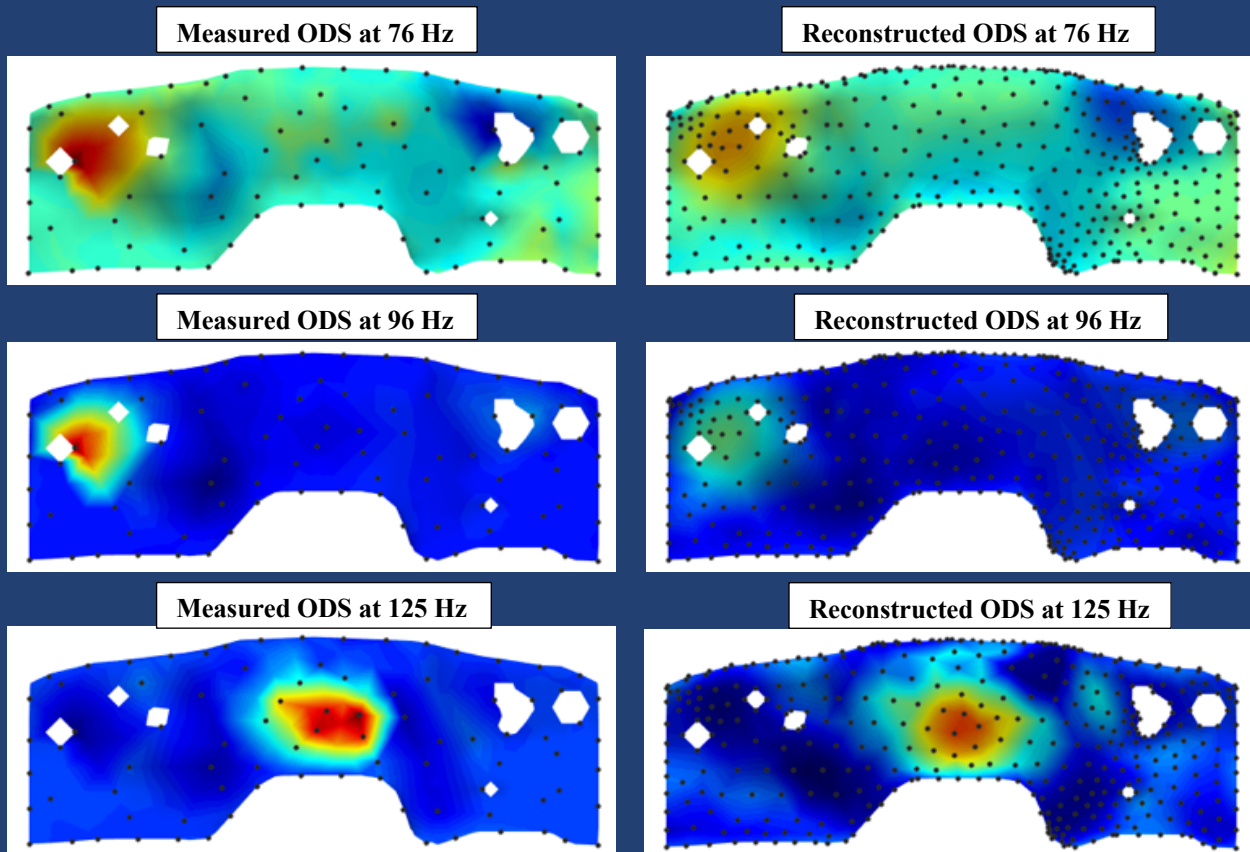 Measured ODS at 76 Hz
Reconstructed ODS at 76 Hz
Measured ODS at 96 Hz
Reconstructed ODS at 96 Hz
Measured ODS at 125 Hz
Reconstructed ODS at 125 Hz